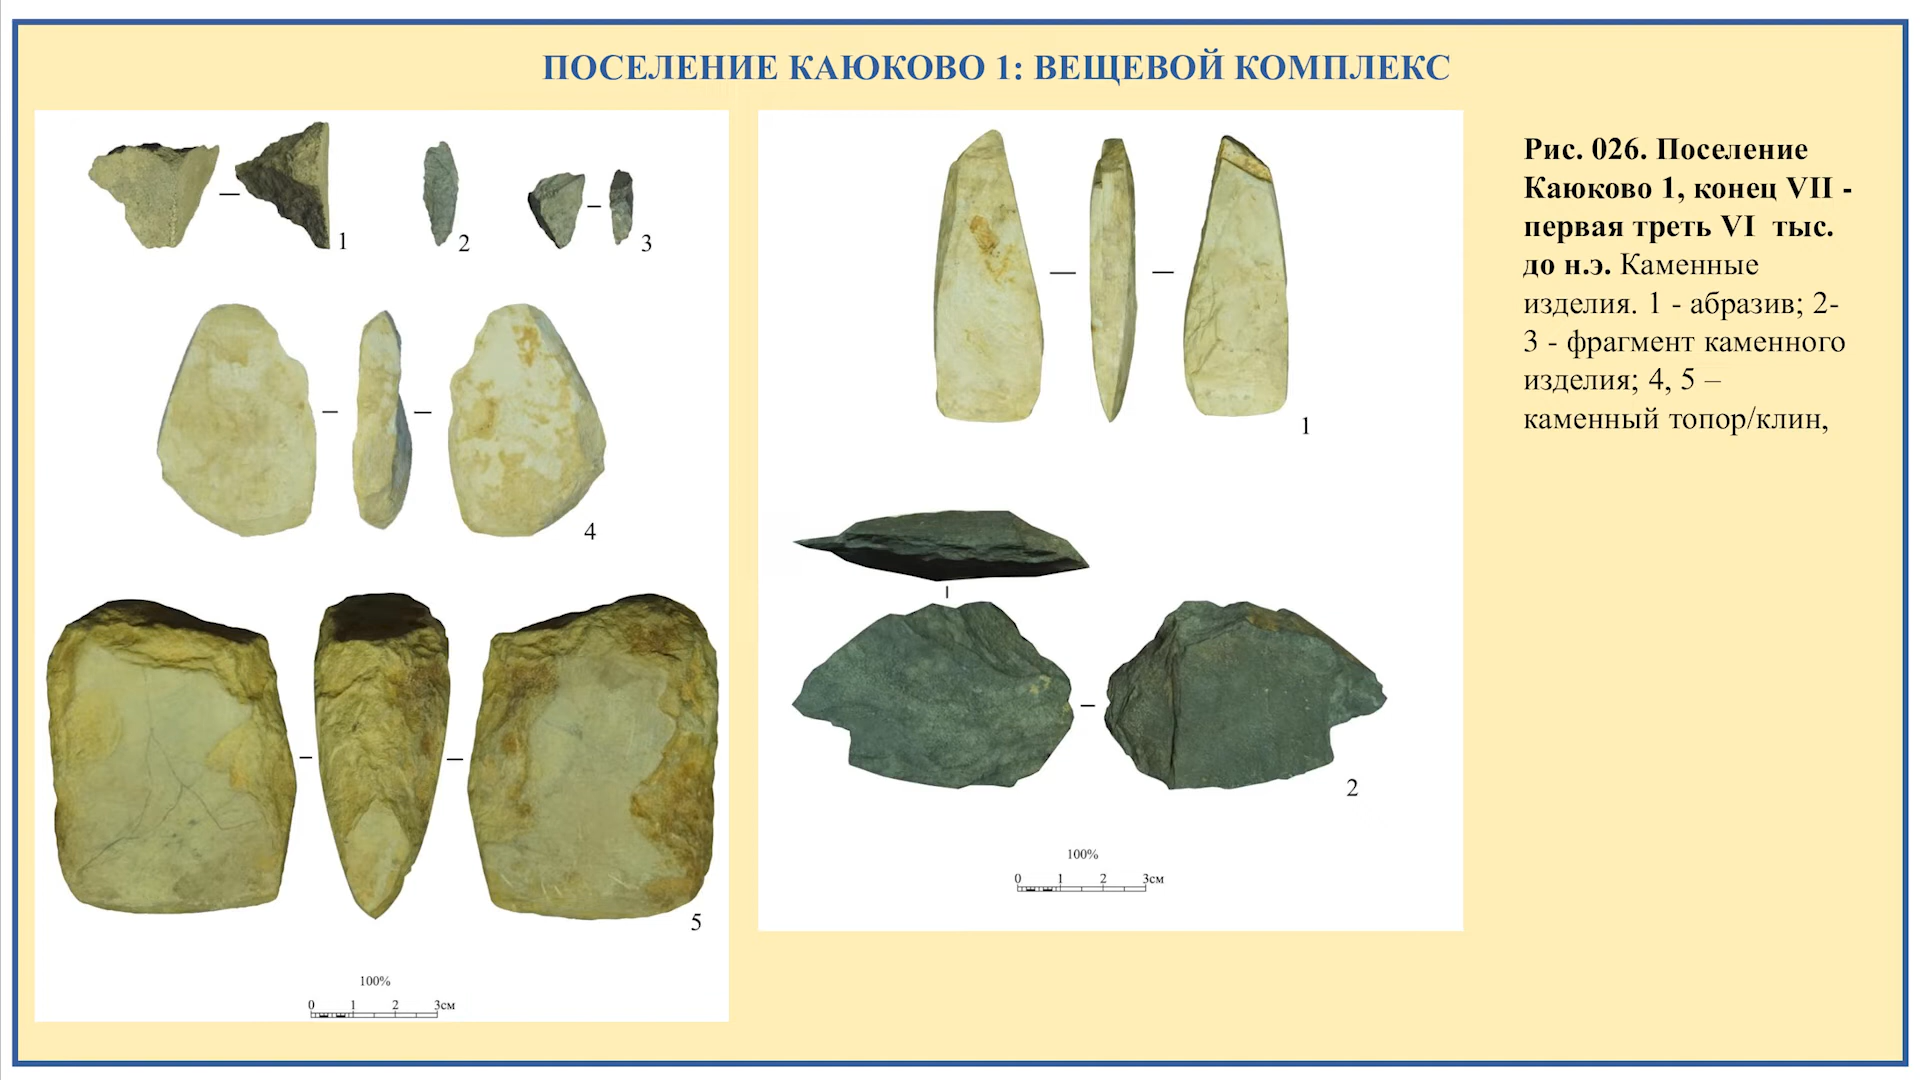 ПОСЕЛЕНИЕ КАЮКОВО 1: ВЕЩЕВОЙ КОМПЛЕКС
1
2
3
4
5
100%
0 1 2 3см
1
2
100%
0 1 2 3см
Рис. 026. Поселение
Каюково 1, конец VII -
первая треть VI тыс.
до н.э. Каменные
изделия. 1 - абразив; 2-
3 - фрагмент каменного
изделия; 4, 5 –
каменный топор/клин,